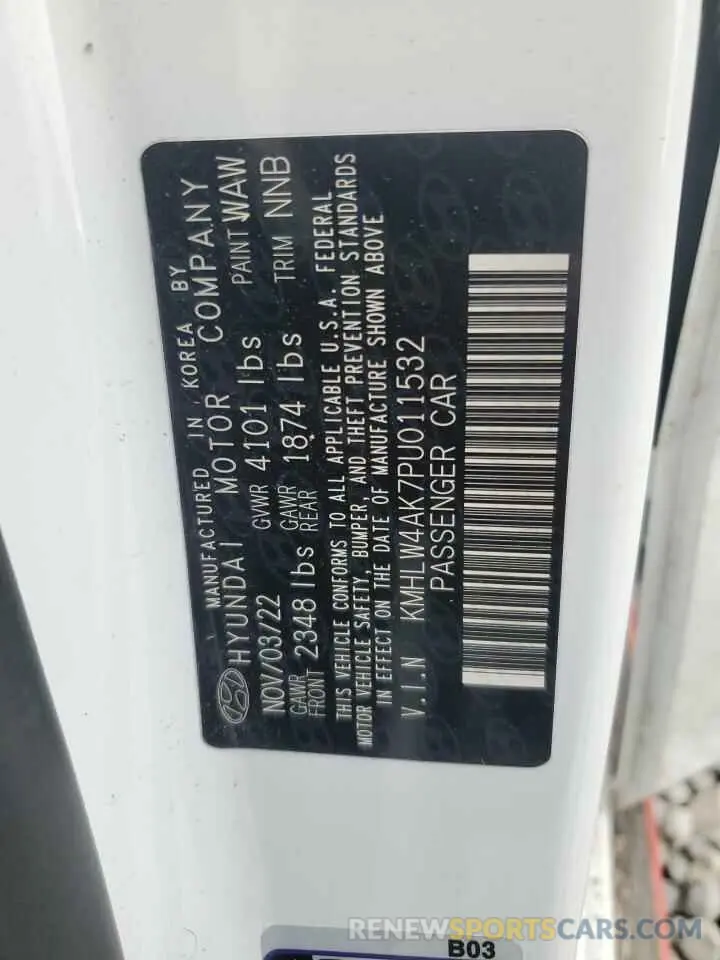 MANUFACTURED IN KOREA BY
HYUNDAI MOTOR COMPANY
NOV/03/22 GVWR 4101 lbs PAINT WAW
GAWR FRONT 2348 lbs GAWR REAR 1874 lbs TRIM NNB
THIS VEHICLE CONFORMS TO ALL APPLICABLE U.S.A. FEDERAL
MOTOR VEHICLE SAFETY, BUMPER, AND THEFT PREVENTION STANDARDS
IN EFFECT ON THE DATE OF MANUFACTURE SHOWN ABOVE.
V.I.N KMHLW4AK7PU011532
PASSENGER CAR
B03
RENEWSPORTSCARS.COM